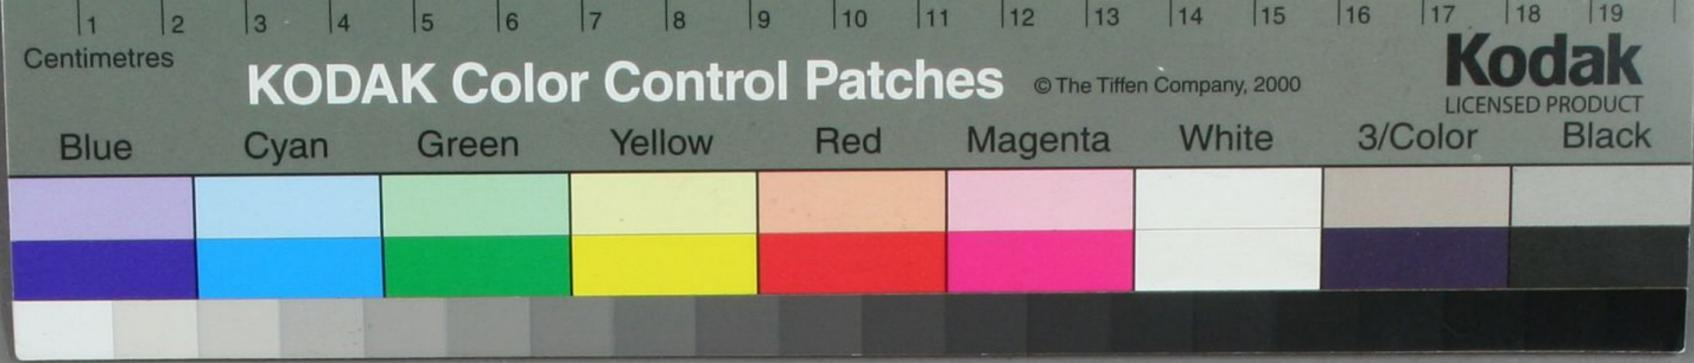 1 2 3 4 5 6 7 8 9 10 11 12 13 14 15 16 17 18 19
Centimetres
KODAK Color Control Patches © The Tiffen Company, 2000
Kodak
LICENSED PRODUCT
Blue Cyan Green Yellow Red Magenta White 3/Color Black